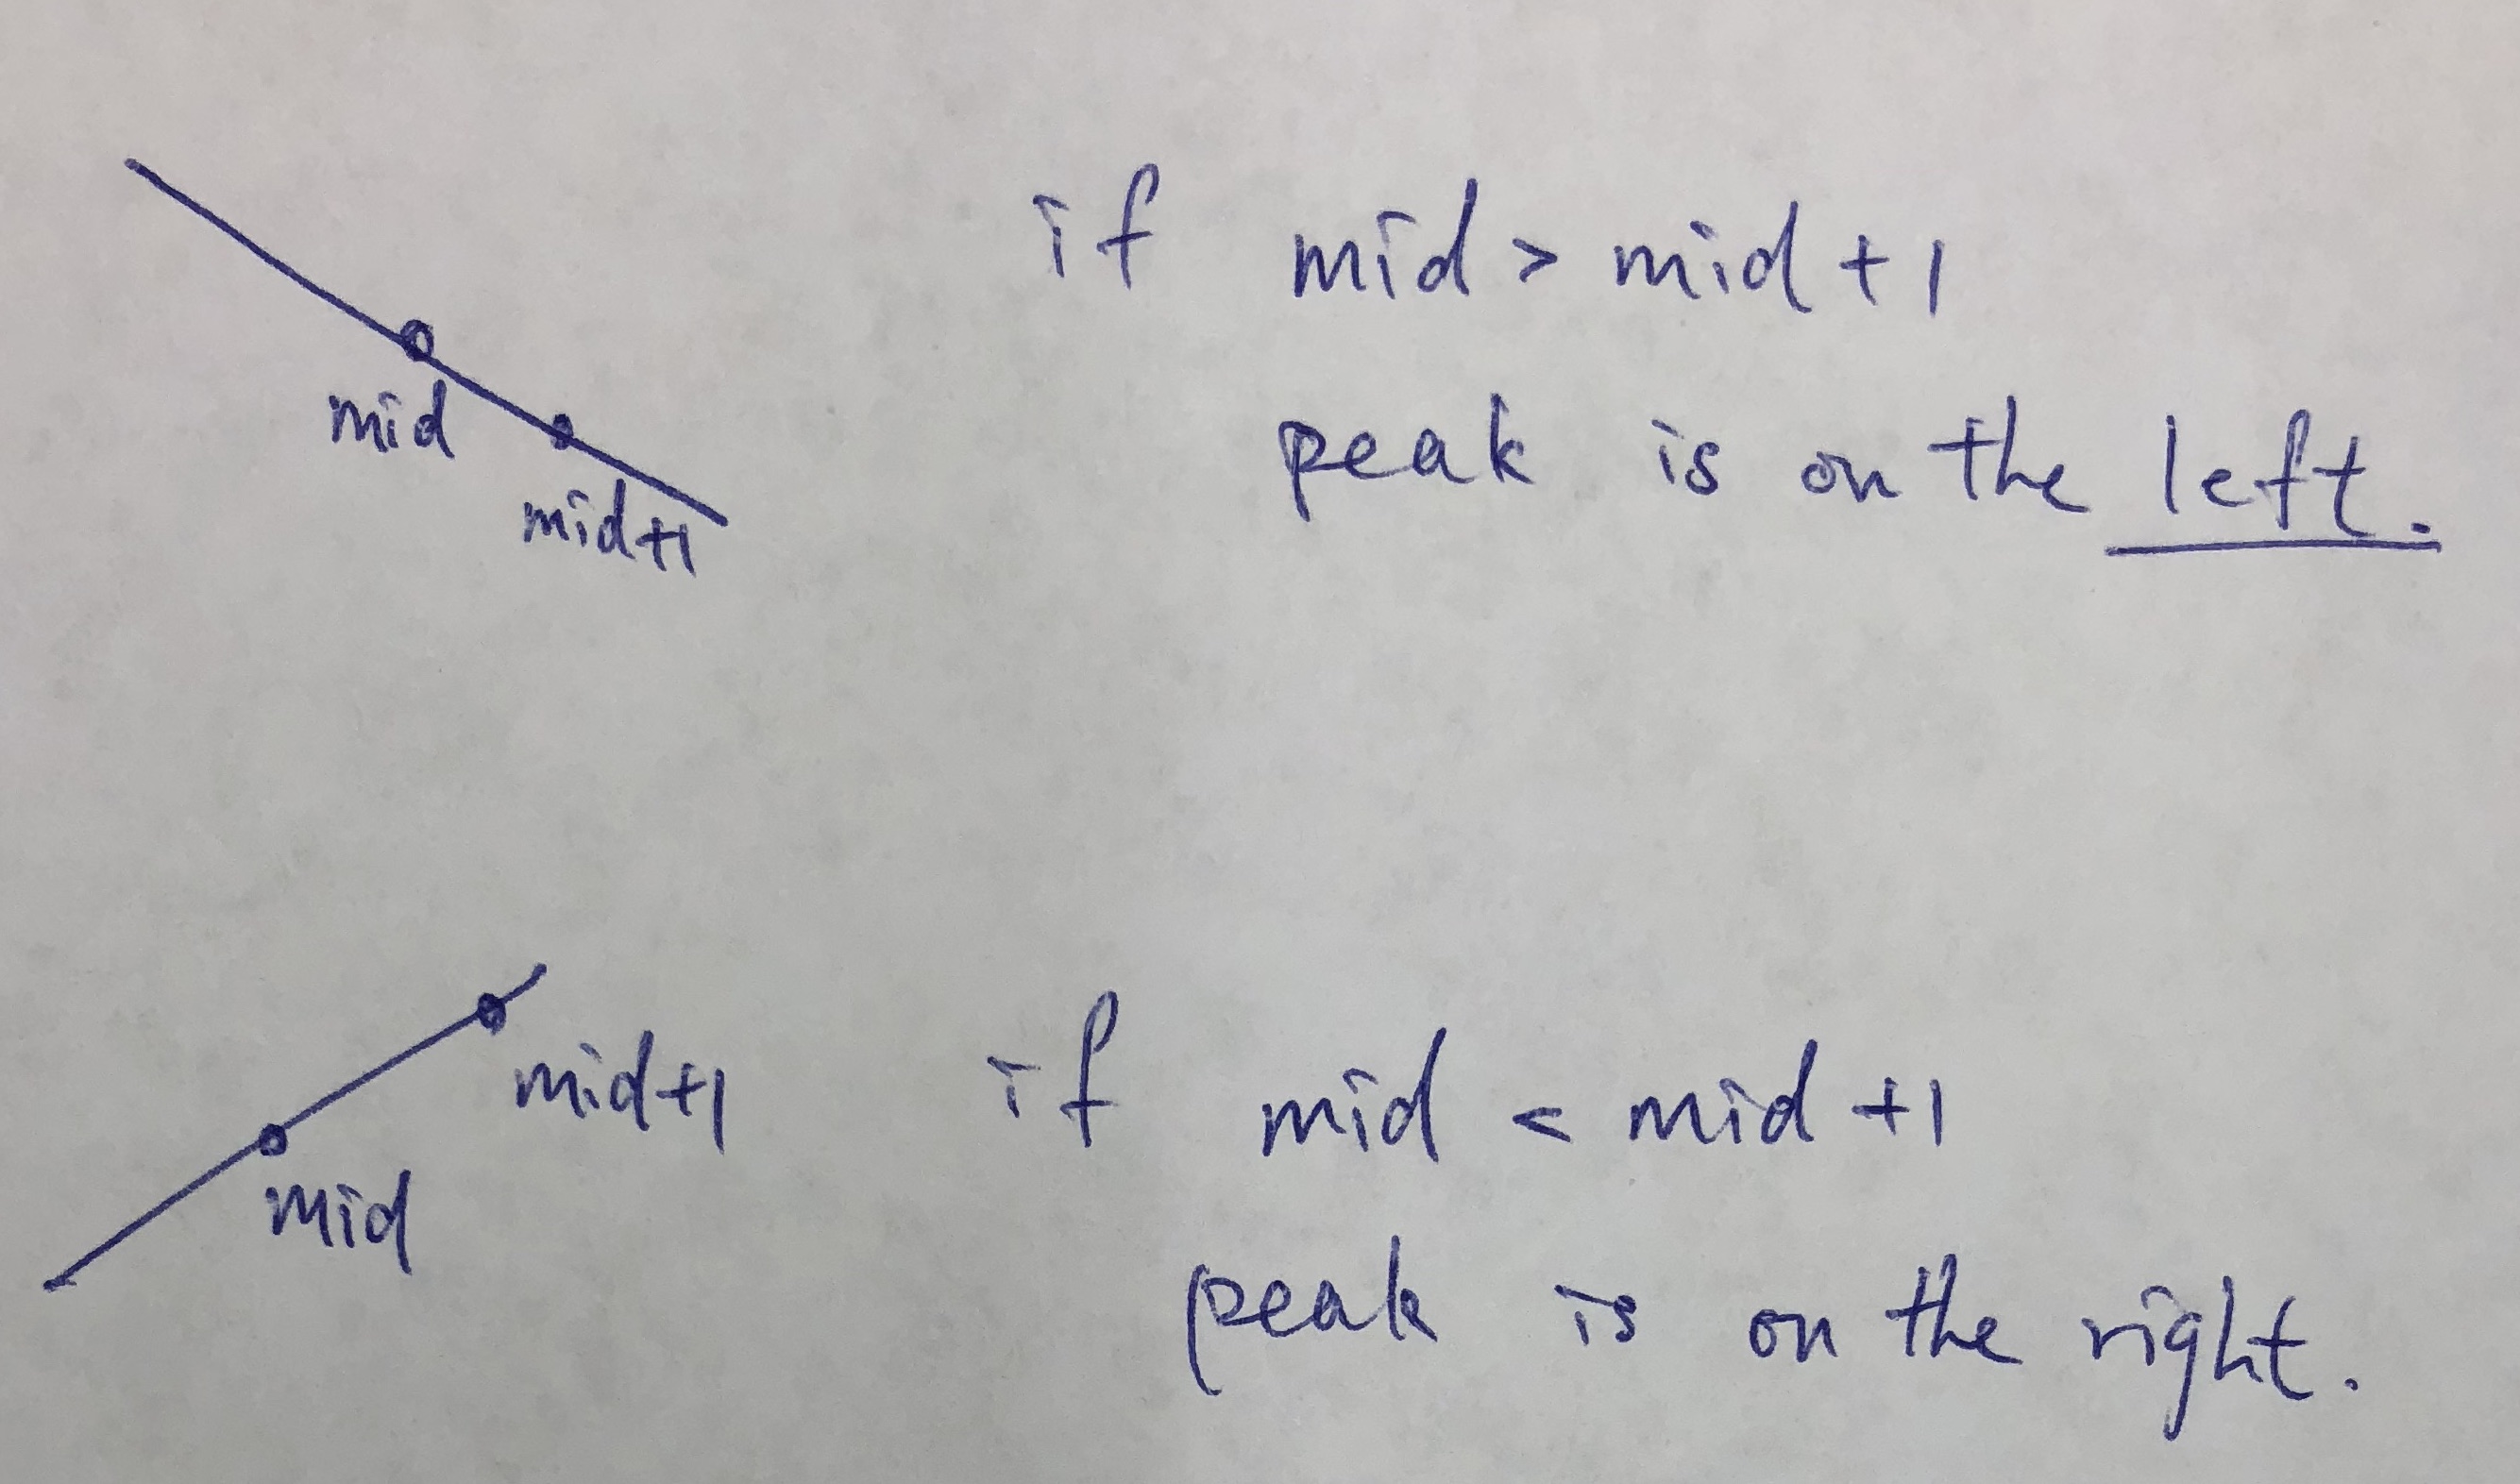 if mid > mid +1
peak is on the left.
mid
mid+1
mid+1
mid
if mid < mid +1
peak is on the right.